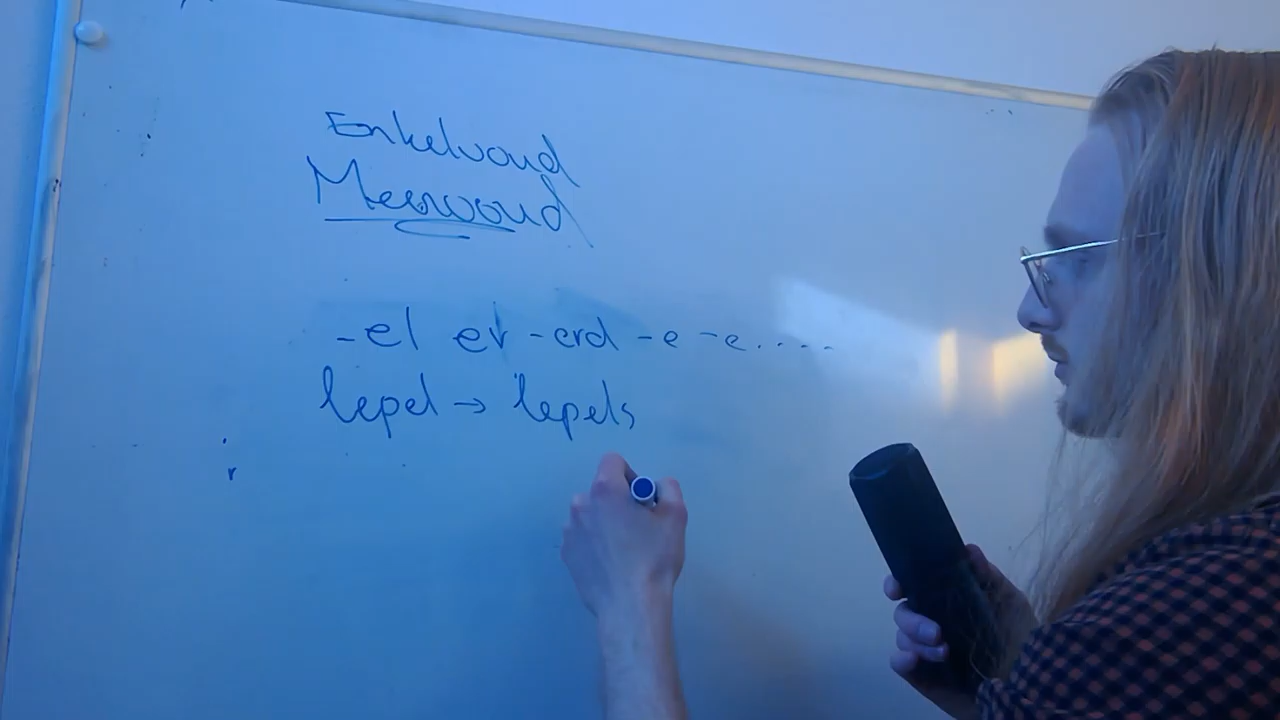 Enkelvoud
Meervoud
-el er -erd -e -e.....
lepel → lepels